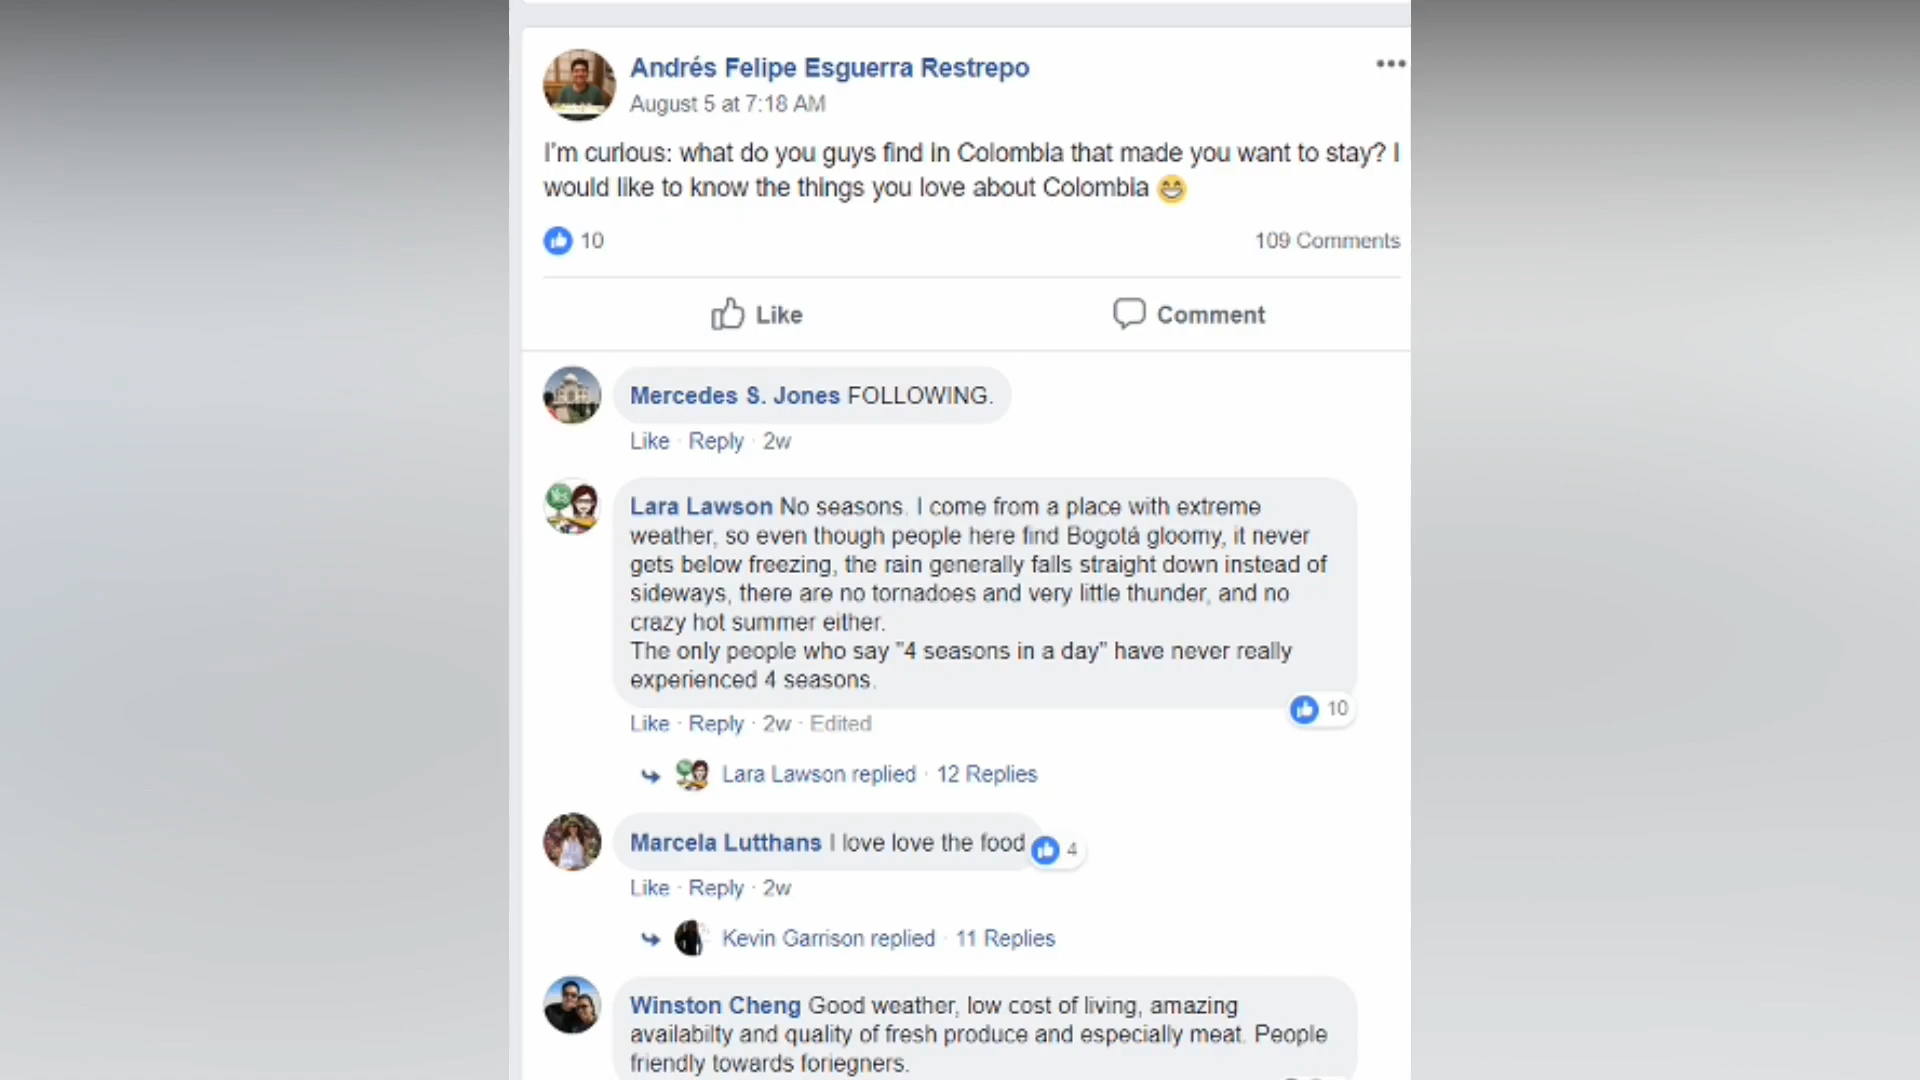 Andrés Felipe Esguerra Restrepo
August 5 at 7:18 AM
I'm curious: what do you guys find in Colombia that made you want to stay? I
would like to know the things you love about Colombia 😁
10
109 Comments
Like
Comment
Mercedes S. Jones FOLLOWING.
Like · Reply · 2w
Yes
Lara Lawson No seasons. I come from a place with extreme
weather, so even though people here find Bogotá gloomy, it never
gets below freezing, the rain generally falls straight down instead of
sideways, there are no tornadoes and very little thunder, and no
crazy hot summer either.
The only people who say "4 seasons in a day" have never really
experienced 4 seasons.
10
Like · Reply · 2w · Edited
Lara Lawson replied · 12 Replies
Marcela Lutthans I love love the food
4
Like · Reply · 2w
Kevin Garrison replied · 11 Replies
Winston Cheng Good weather, low cost of living, amazing
availabilty and quality of fresh produce and especially meat. People
friendly towards foriegners.